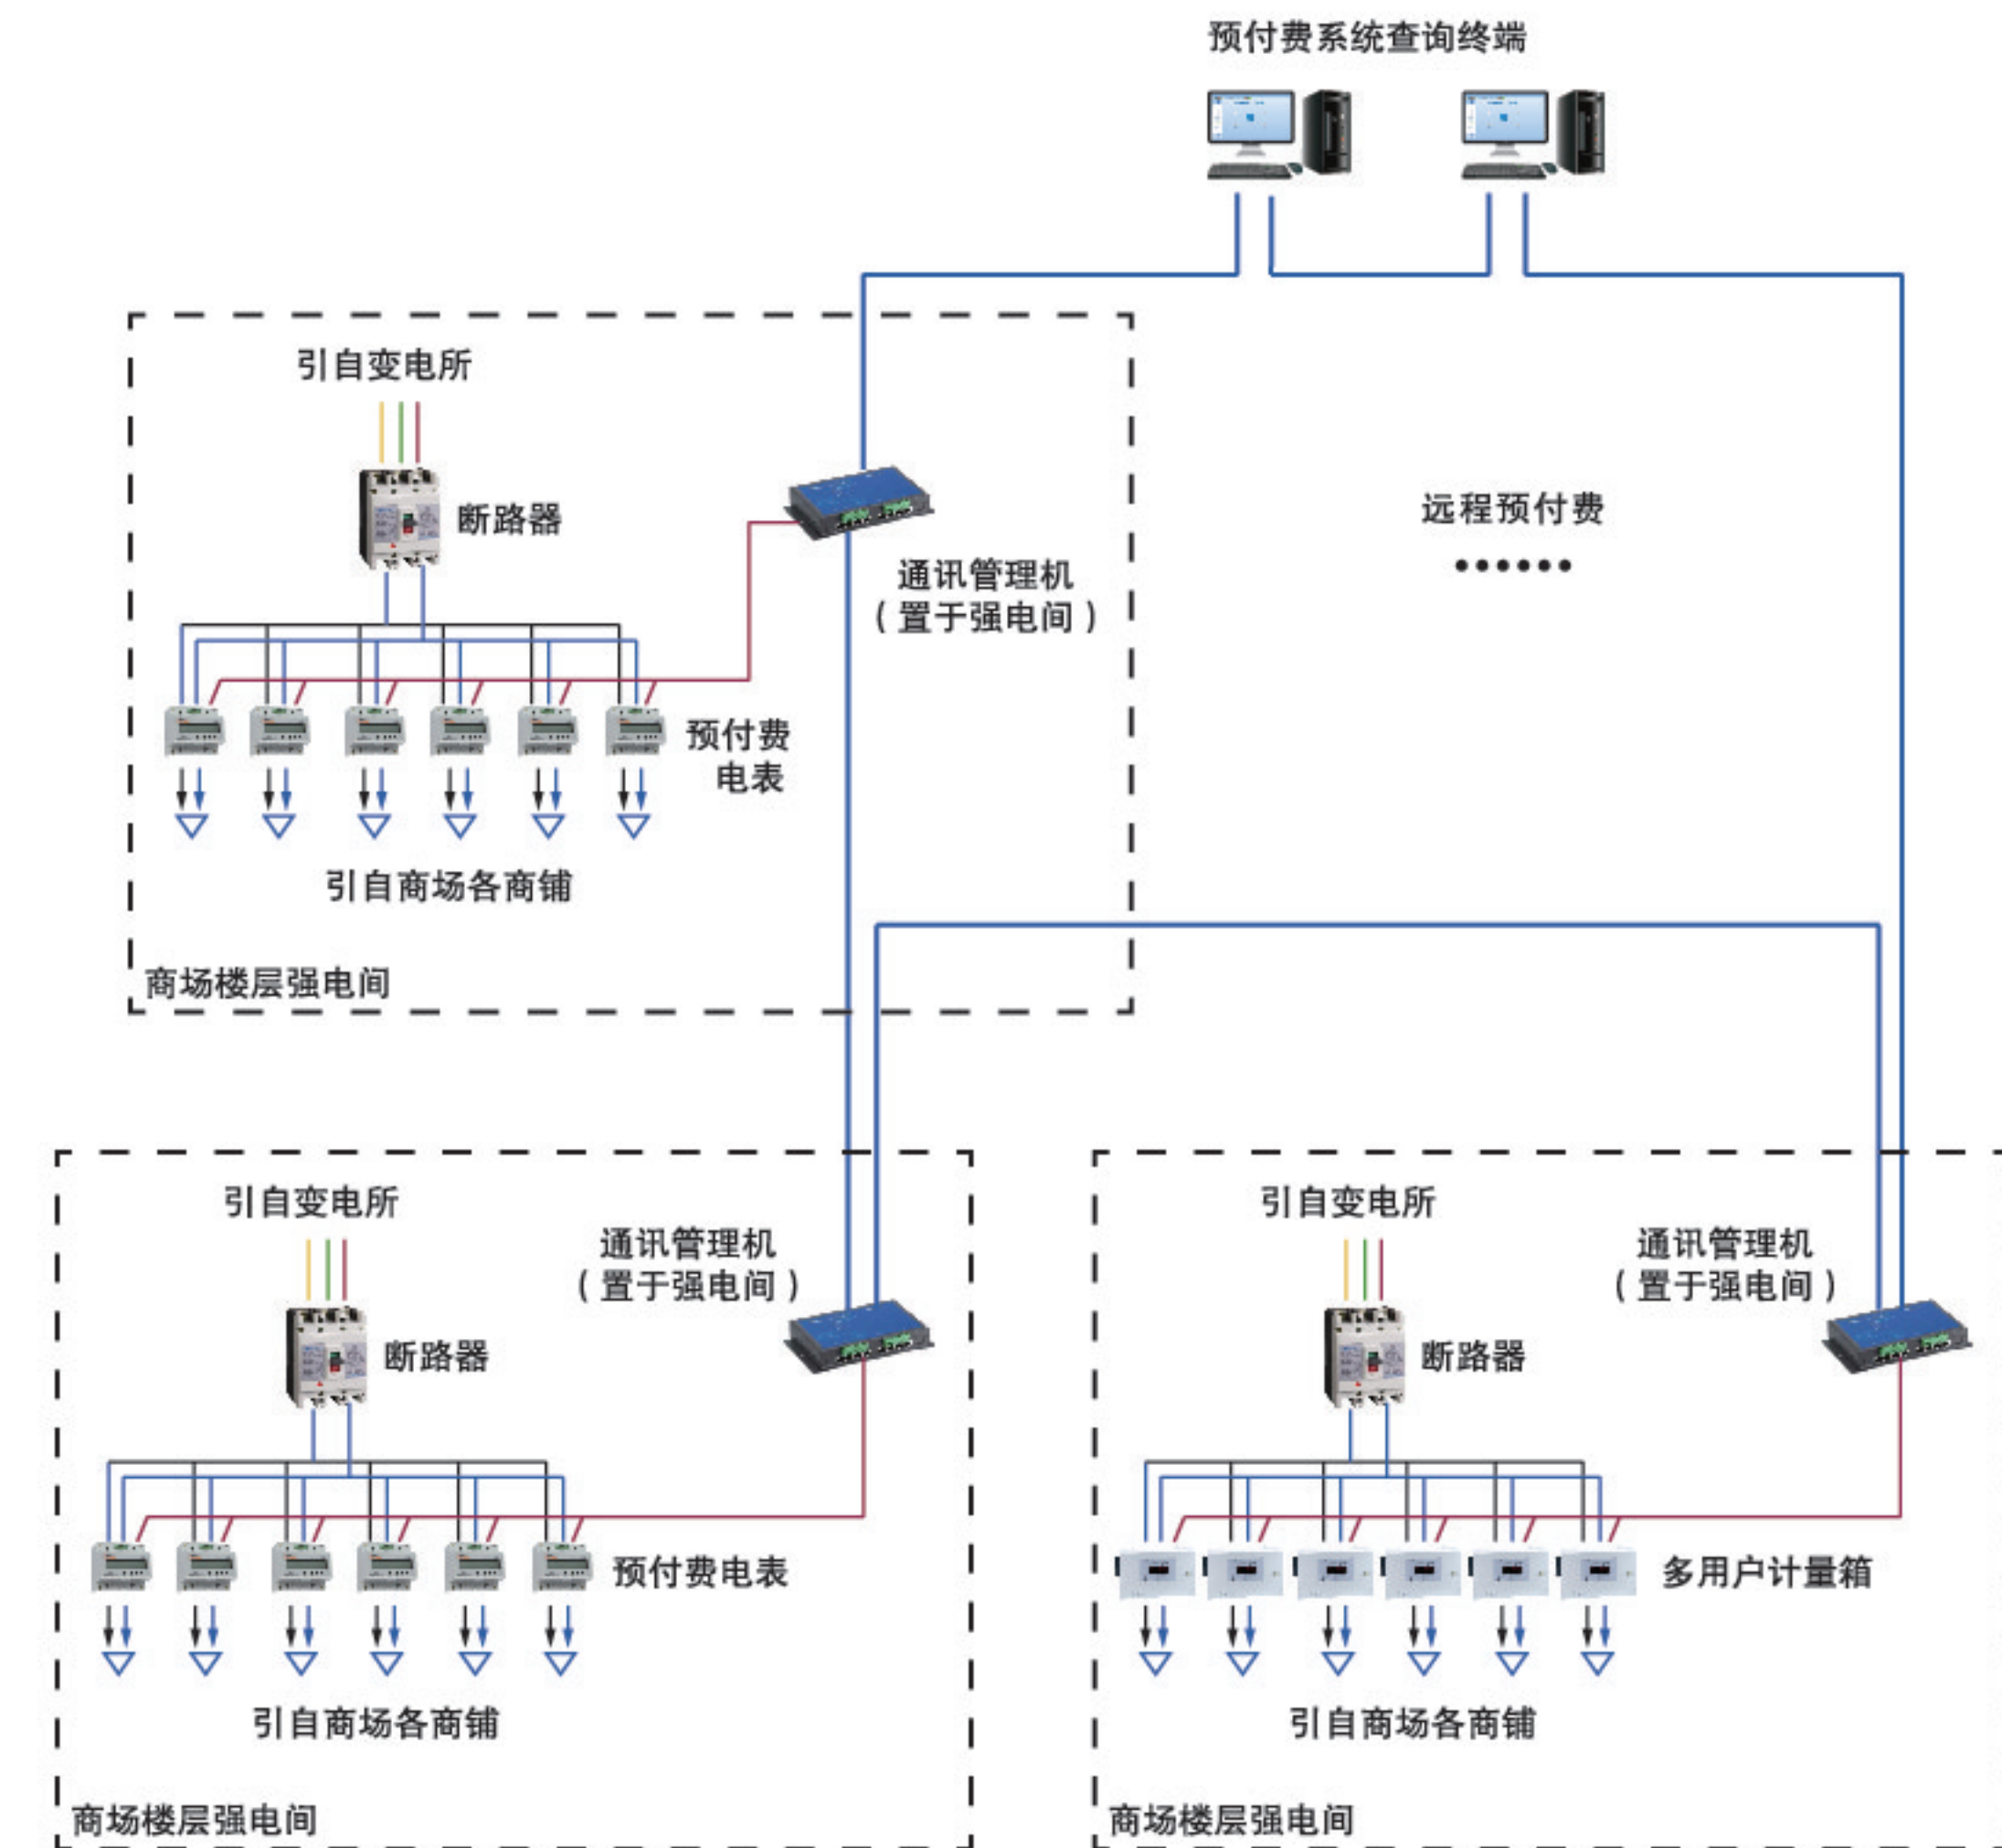 预付费系统查询终端
引自变电所
断路器
远程预付费
••••••
通讯管理机
（置于强电间）
预付费
电表
引自商场各商铺
商场楼层强电间
引自变电所
通讯管理机
（置于强电间）
断路器
预付费电表
引自商场各商铺
商场楼层强电间
引自变电所
通讯管理机
（置于强电间）
断路器
多用户计量箱
引自商场各商铺
商场楼层强电间